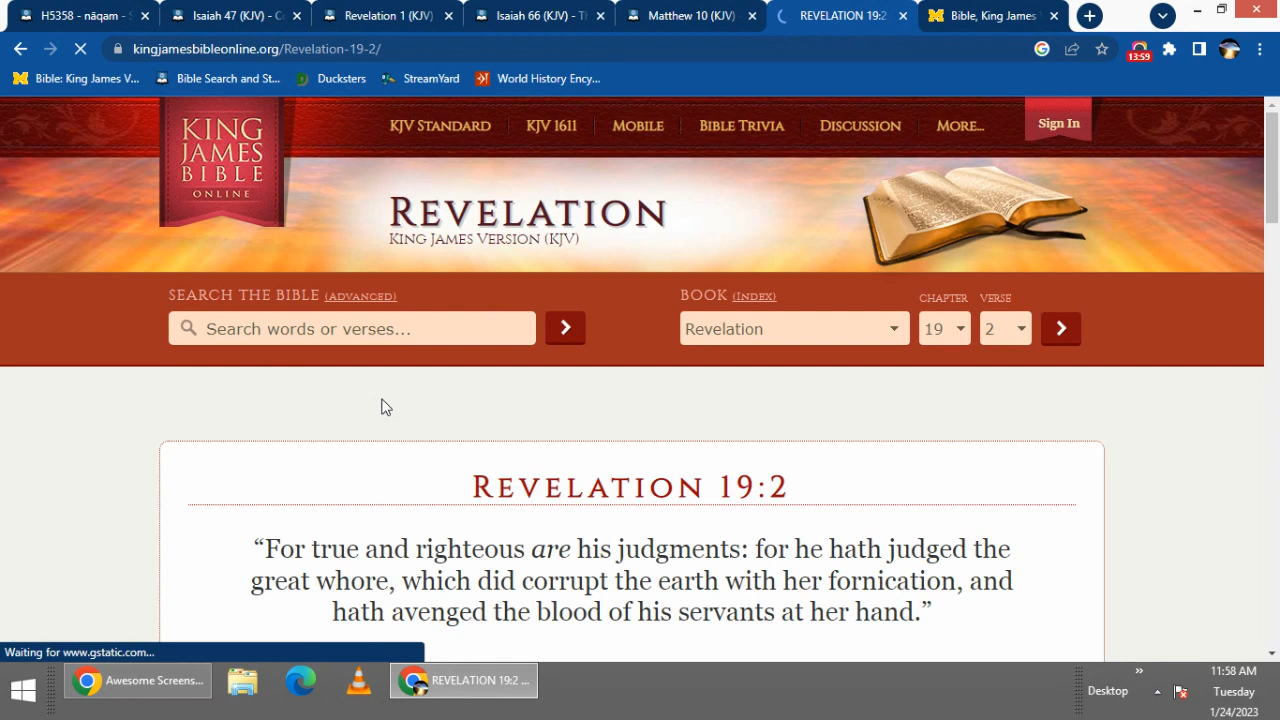 H5358 - nāqam - S
Isaiah 47 (KJV) - C
Revelation 1 (KJV)
Isaiah 66 (KJV) - Th
Matthew 10 (KJV)
REVELATION 19:2
Bible, King James V
kingjamesbibleonline.org/Revelation-19-2/
13:59
Bible: King James V...
Bible Search and St...
Ducksters
StreamYard
World History Ency...
KING
JAMES
BIBLE
ONLINE
KJV STANDARD
KJV 1611
MOBILE
BIBLE TRIVIA
DISCUSSION
MORE...
Sign In
REVELATION
KING JAMES VERSION (KJV)
SEARCH THE BIBLE (ADVANCED)
BOOK (INDEX)
CHAPTER
VERSE
Search words or verses...
Revelation
19
2
REVELATION 19:2
“For true and righteous are his judgments: for he hath judged the
great whore, which did corrupt the earth with her fornication, and
hath avenged the blood of his servants at her hand.”
Waiting for www.gstatic.com...
Awesome Screens...
REVELATION 19:2 ...
Desktop
11:58 AM
Tuesday
1/24/2023